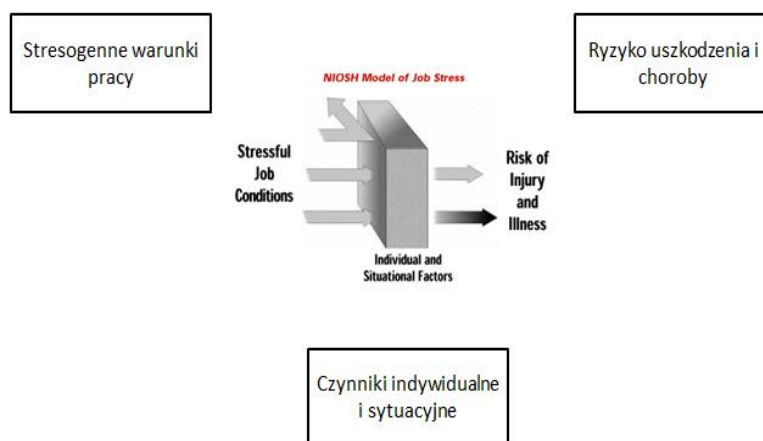 Stresogenne warunki
pracy
Ryzyko uszkodzenia i
choroby
NIOSH Model of Job Stress
Stressful
Job
Conditions
Risk of
Injury
and
Illness
Individual and
Situational Factors
Czynniki indywidualne
i sytuacyjne